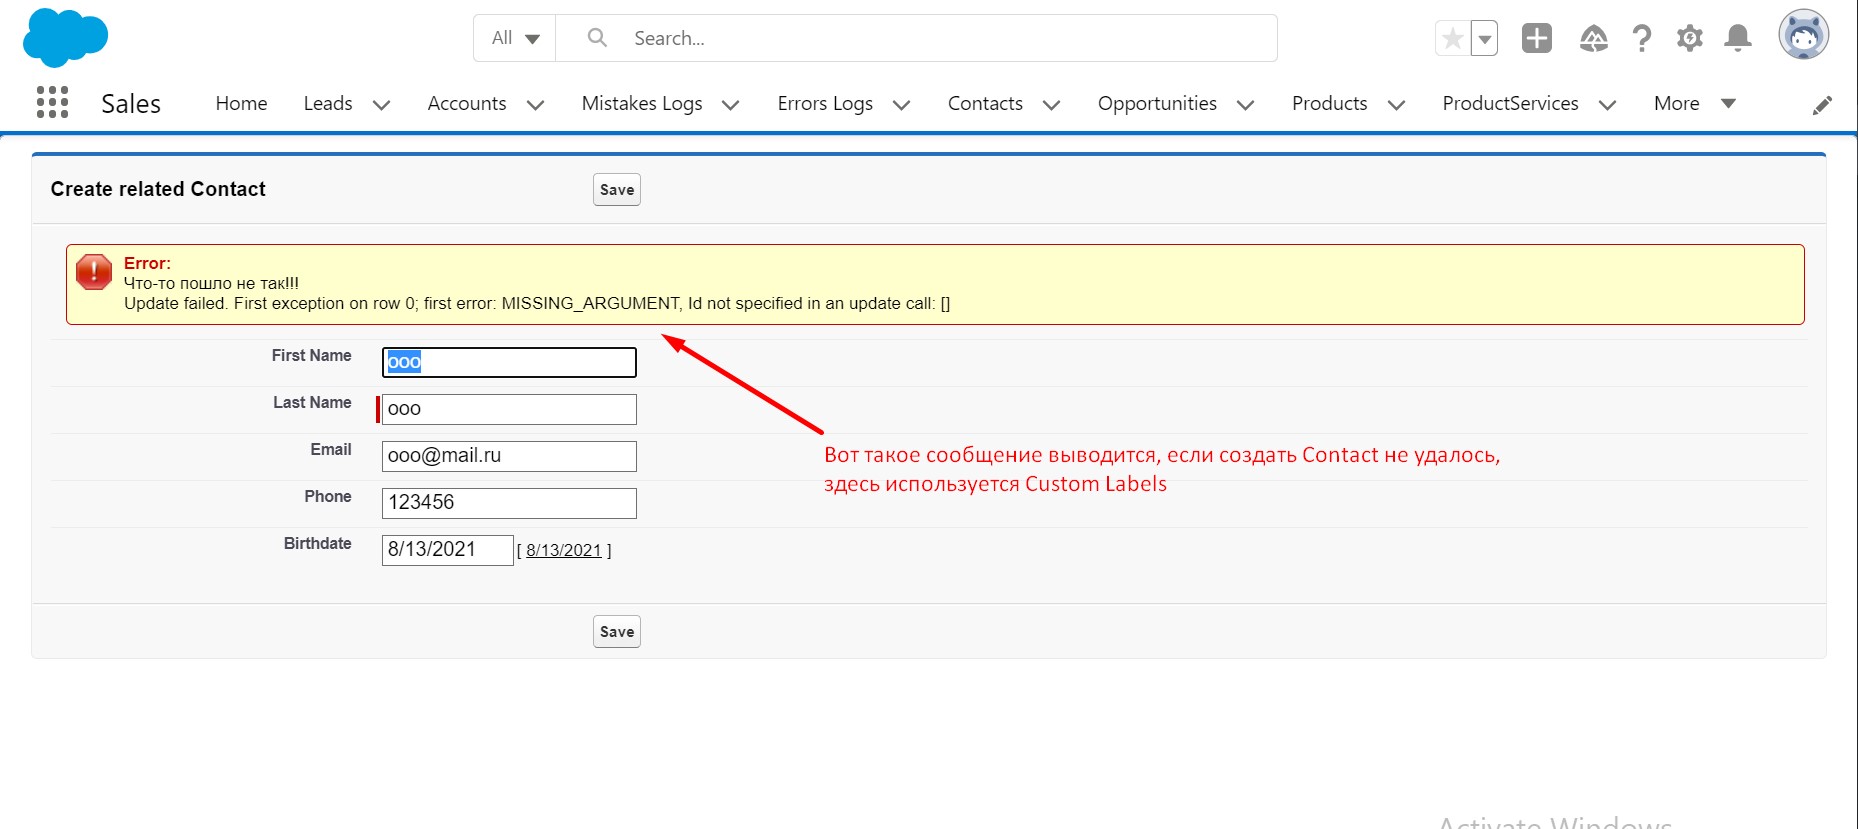 All
Search...
Sales
Home
Leads
Accounts
Mistakes Logs
Errors Logs
Contacts
Opportunities
Products
ProductServices
More
Create related Contact
Save
Error:
Что-то пошло не так!!!
Update failed. First exception on row 0; first error: MISSING_ARGUMENT, Id not specified in an update call: []
First Name
ooo
Last Name
ooo
Email
ooo@mail.ru
Phone
123456
Birthdate
8/13/2021 [ 8/13/2021 ]
Вот такое сообщение выводится, если создать Contact не удалось,
здесь используется Custom Labels
Save
Activate Windows